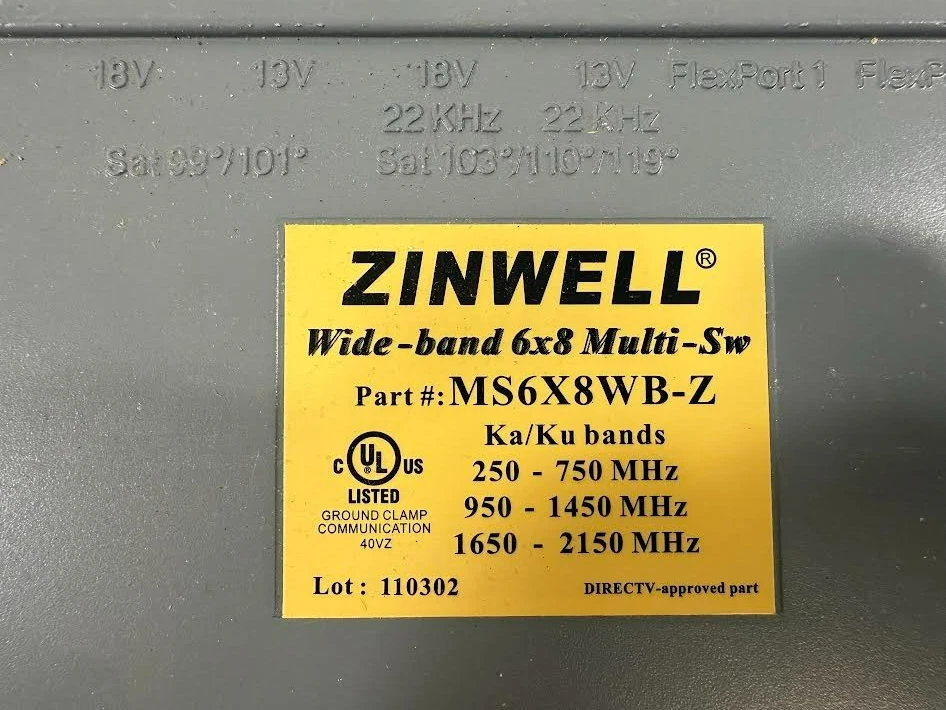 18V 13V 18V 13V FlexPort 1 FlexP
22 KHz 22 KHz
Sat 99°/101° Sat 103°/110°/119°
ZINWELL®
Wide-band 6x8 Multi-Sw
Part #: MS6X8WB-Z
Ka/Ku bands
250 - 750 MHz
950 - 1450 MHz
1650 - 2150 MHz
C UL® US
LISTED
GROUND CLAMP
COMMUNICATION
40VZ
Lot : 110302
DIRECTV-approved part